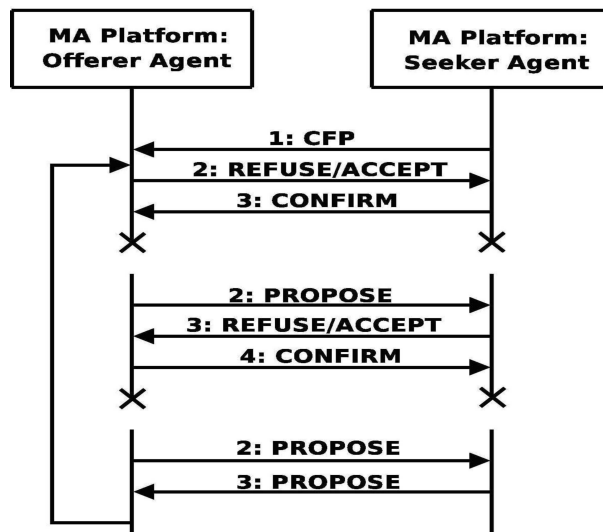 MA Platform:
Offerer Agent
MA Platform:
Seeker Agent
1: CFP
2: REFUSE/ACCEPT
3: CONFIRM
2: PROPOSE
3: REFUSE/ACCEPT
4: CONFIRM
2: PROPOSE
3: PROPOSE